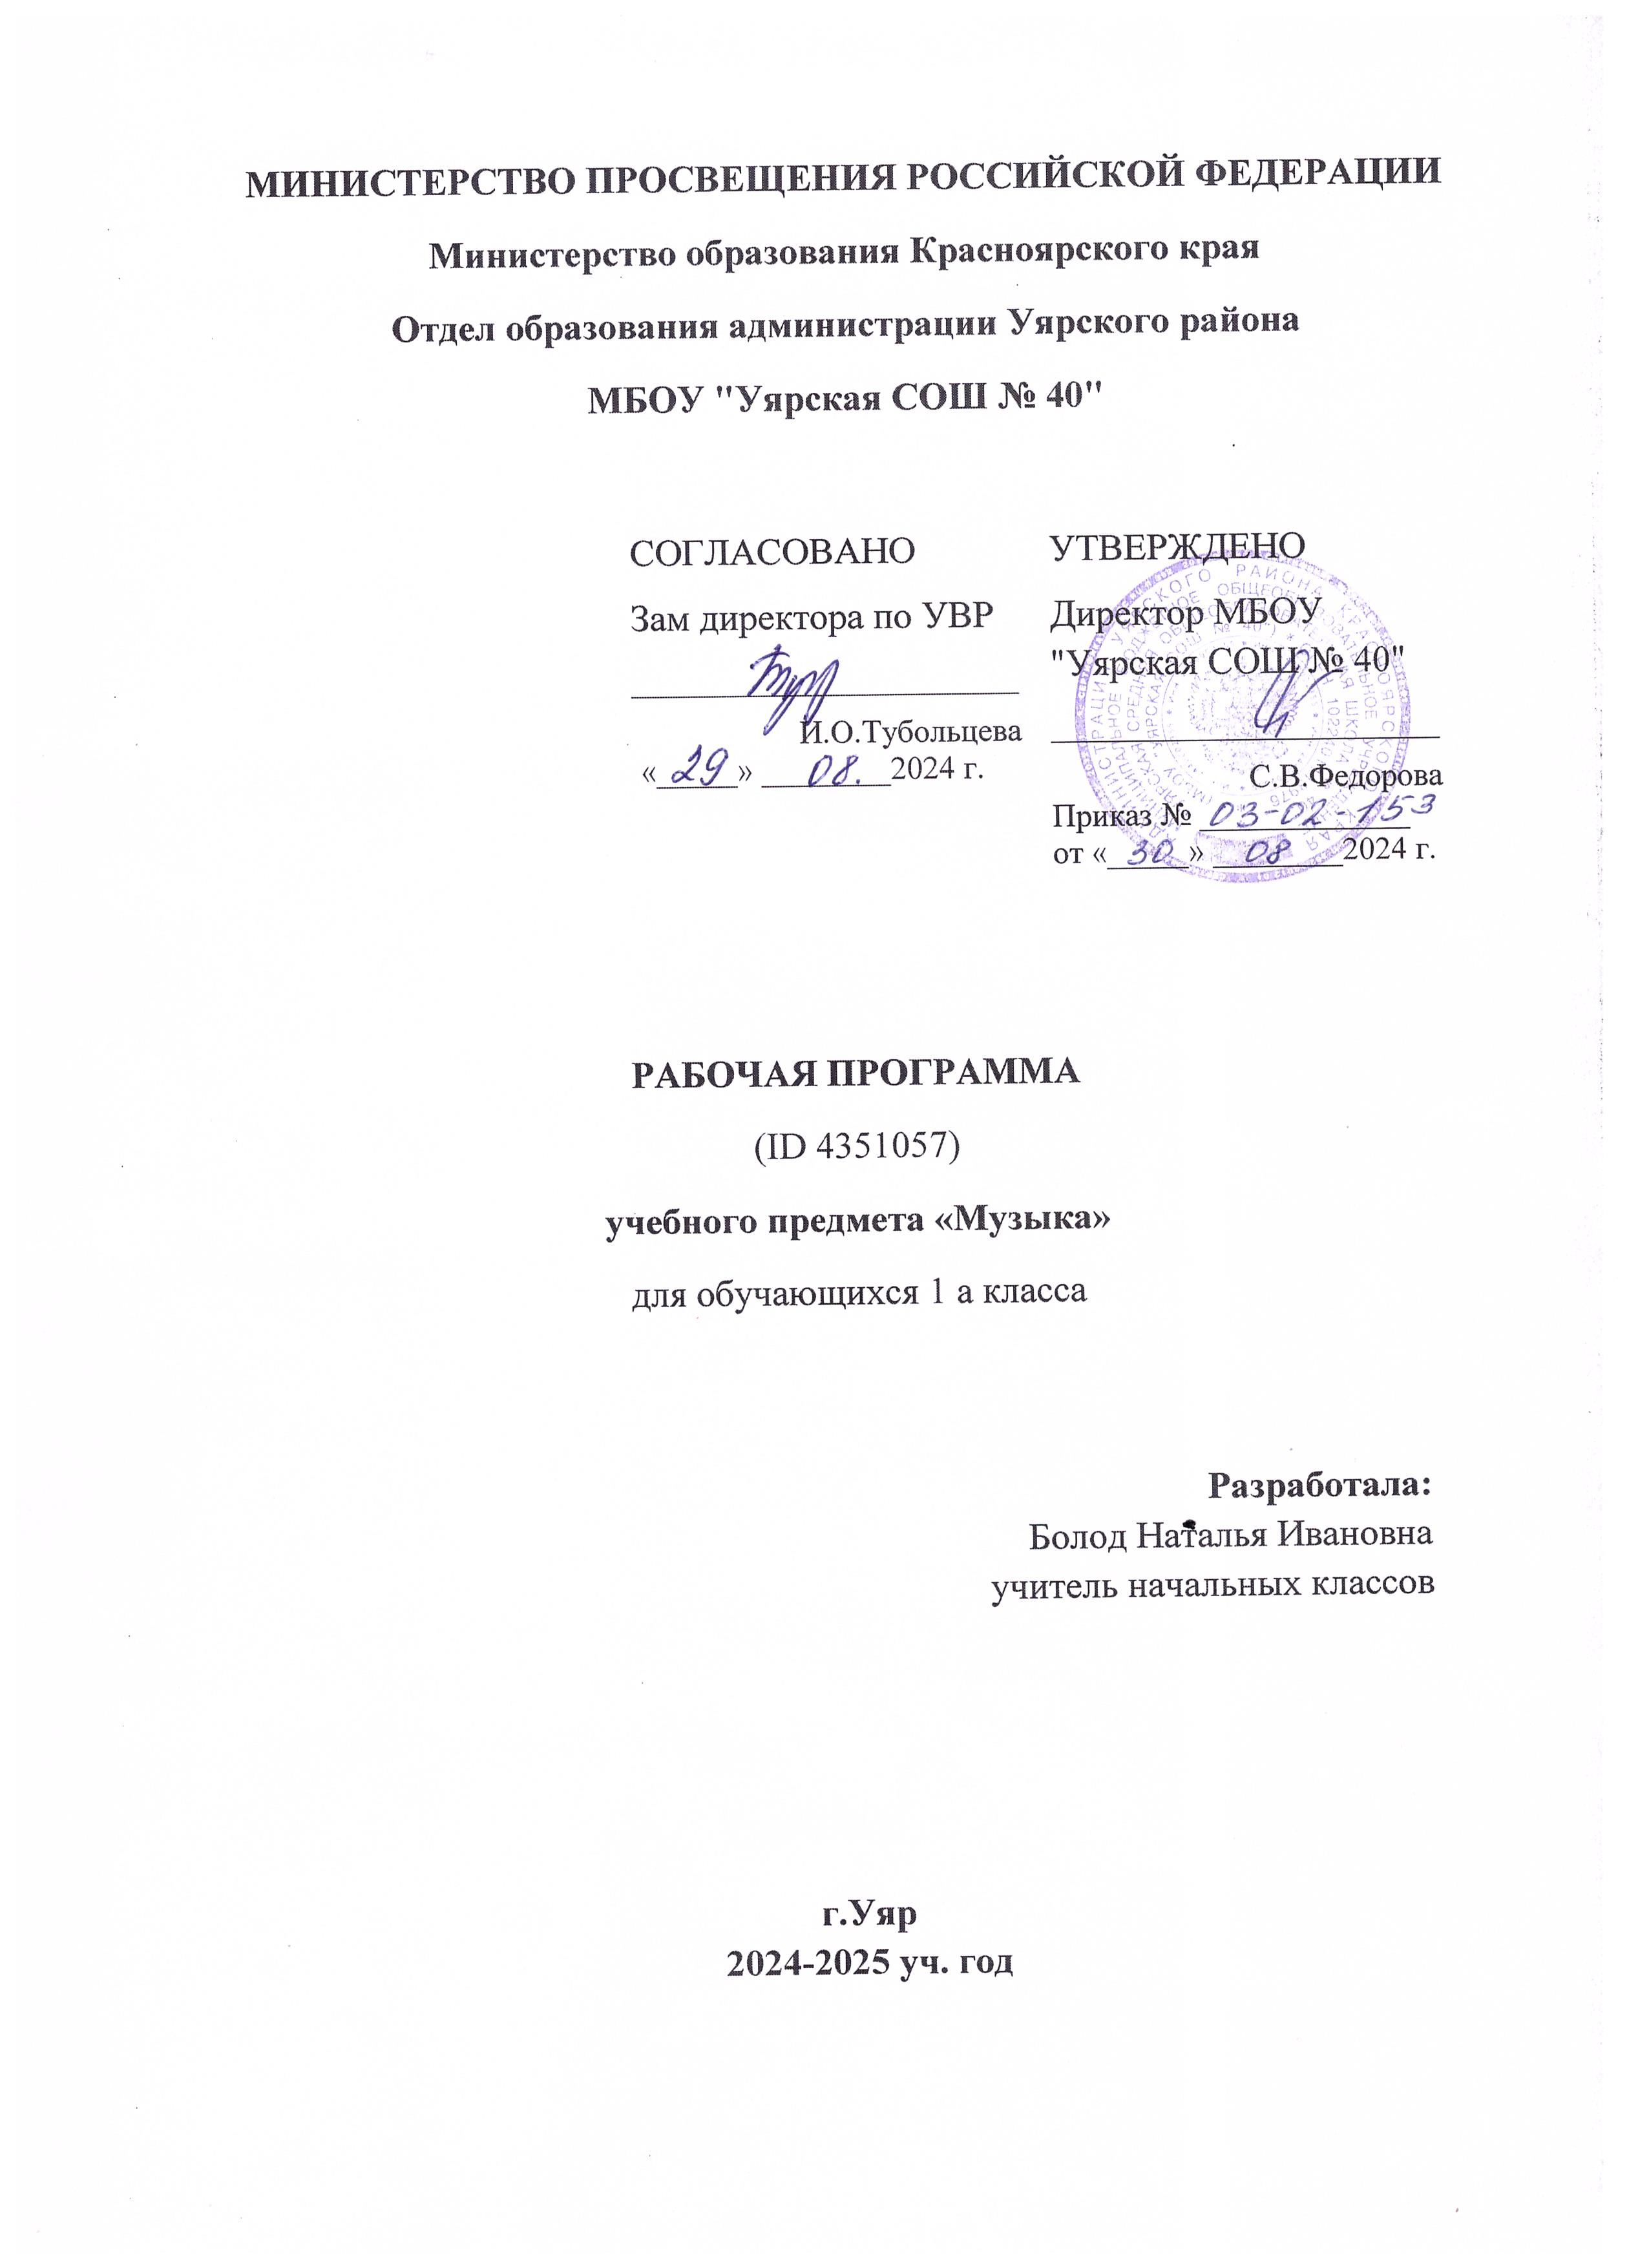 МИНИСТЕРСТВО ПРОСВЕЩЕНИЯ РОССИЙСКОЙ ФЕДЕРАЦИИ
Министерство образования Красноярского края
Отдел образования администрации Уярского района
МБОУ "Уярская СОШ № 40"
СОГЛАСОВАНО
Зам директора по УВР
И.О.Тубольцева
«29» 08. 2024 г.
УТВЕРЖДЕНО
Директор МБОУ
"Уярская СОШ № 40"
С.В.Федорова
Приказ № 03-02-153
от «30» 08 2024 г.
РАБОЧАЯ ПРОГРАММА
(ID 4351057)
учебного предмета «Музыка»
для обучающихся 1 а класса
Разработала:
Болод Наталья Ивановна
учитель начальных классов
г.Уяр
2024-2025 уч. год